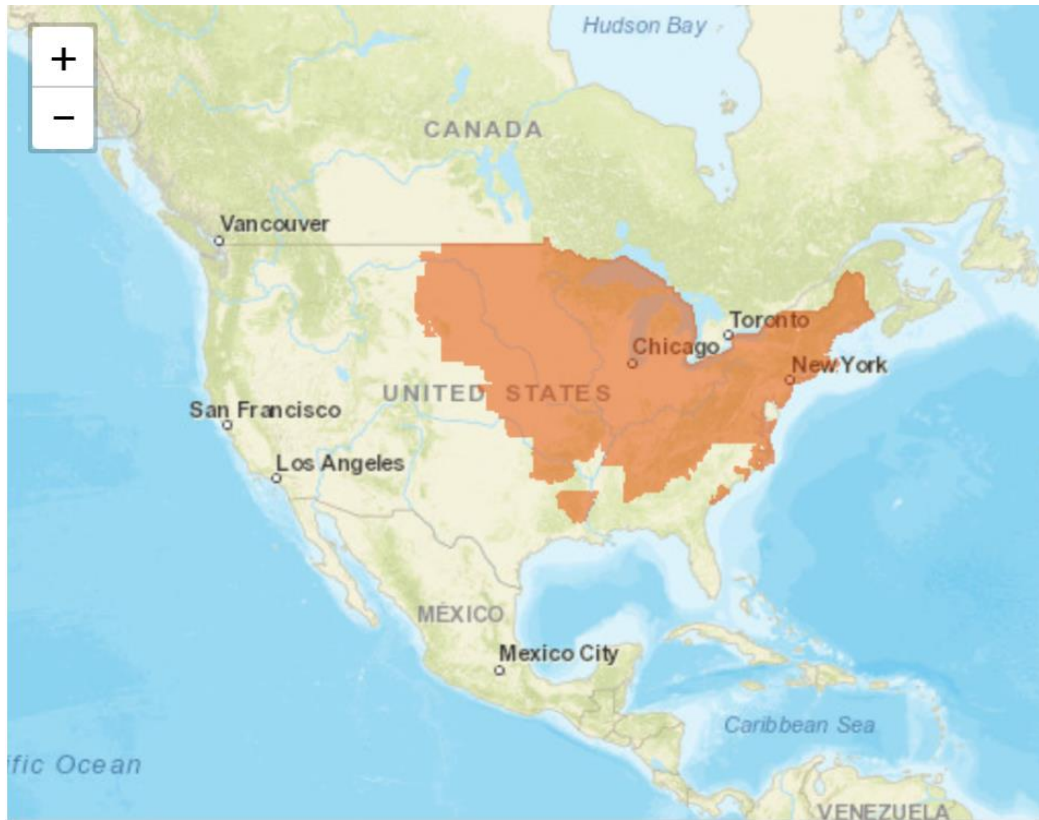 Hudson Bay
+
−
CANADA
Vancouver
Toronto
Chicago
New York
UNITED STATES
San Francisco
Los Angeles
MÉXICO
Mexico City
Caribbean Sea
ific Ocean
VENEZUELA